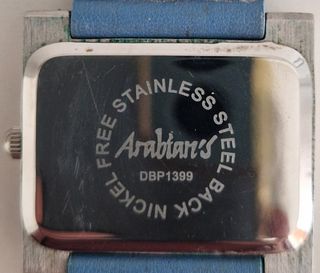 NICKEL FREE STAINLESS STEEL BACK
Arabian's
DBP1399